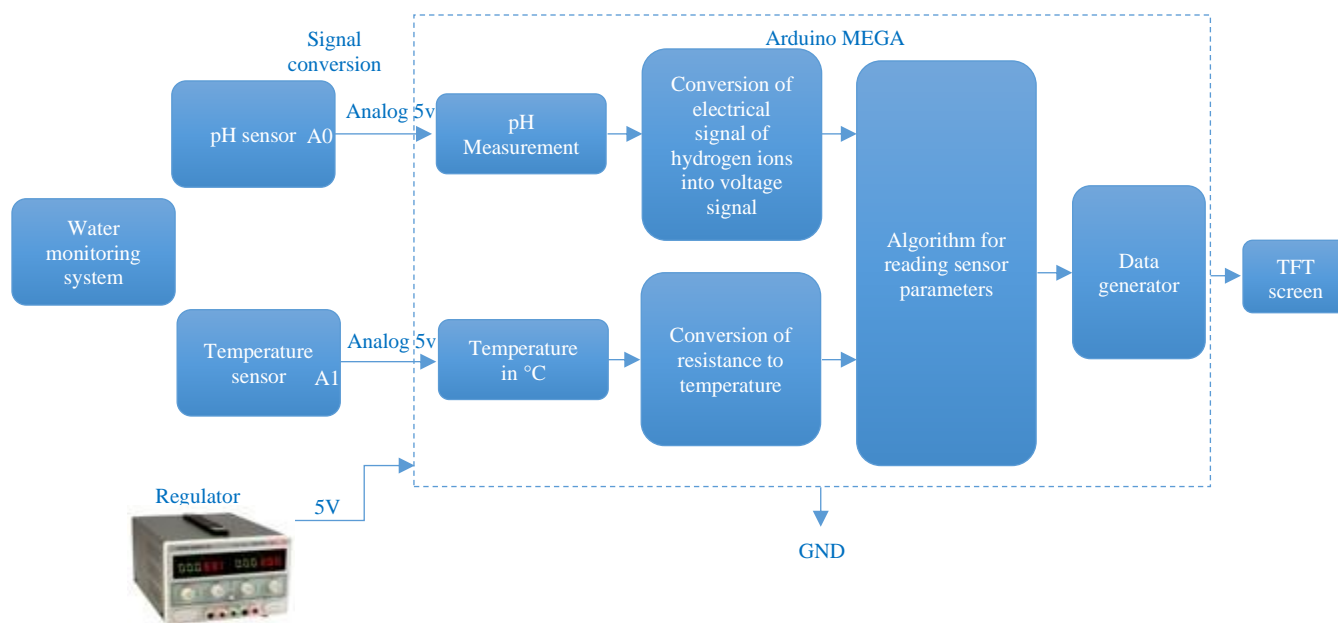 Arduino MEGA
Signal
conversion
pH sensor
A0
Analog 5v
pH
Measurement
Conversion of
electrical
signal of
hydrogen ions
into voltage
signal
Water
monitoring
system
Algorithm for
reading sensor
parameters
Data
generator
TFT
screen
Temperature
sensor
A1
Analog 5v
Temperature
in °C
Conversion of
resistance to
temperature
Regulator
5V
GND